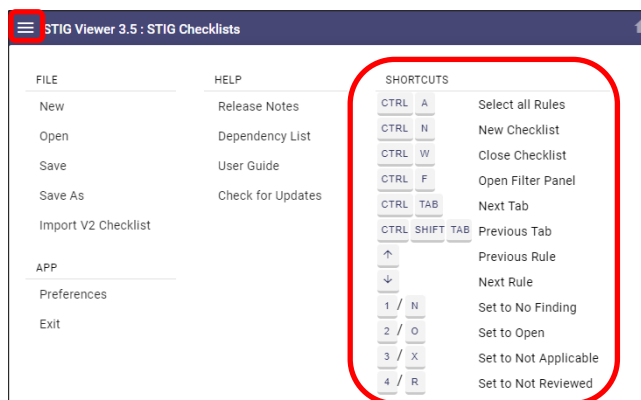 STIG Viewer 3.5 : STIG Checklists
FILE
New
Open
Save
Save As
Import V2 Checklist
APP
Preferences
Exit
HELP
Release Notes
Dependency List
User Guide
Check for Updates
SHORTCUTS
CTRL A Select all Rules
CTRL N New Checklist
CTRL W Close Checklist
CTRL F Open Filter Panel
CTRL TAB Next Tab
CTRL SHIFT TAB Previous Tab
↑ Previous Rule
↓ Next Rule
1 / N Set to No Finding
2 / O Set to Open
3 / X Set to Not Applicable
4 / R Set to Not Reviewed